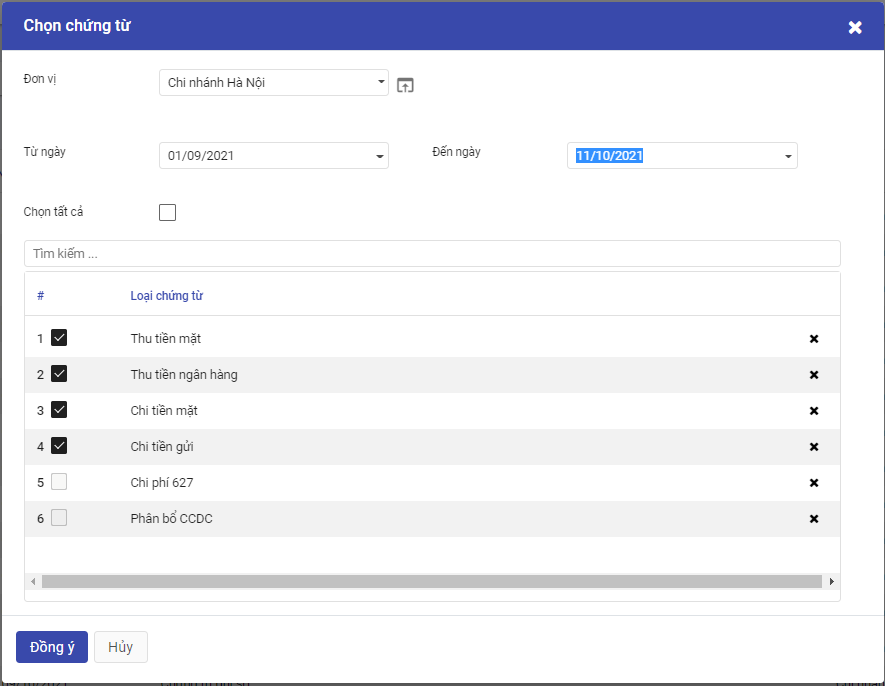 Chọn chứng từ
Đơn vị Chi nhánh Hà Nội
Từ ngày 01/09/2021 Đến ngày 11/10/2021
Chọn tất cả
Tìm kiếm ...
# Loại chứng từ
1 Thu tiền mặt
2 Thu tiền ngân hàng
3 Chi tiền mặt
4 Chi tiền gửi
5 Chi phí 627
6 Phân bổ CCDC
Đồng ý Hủy